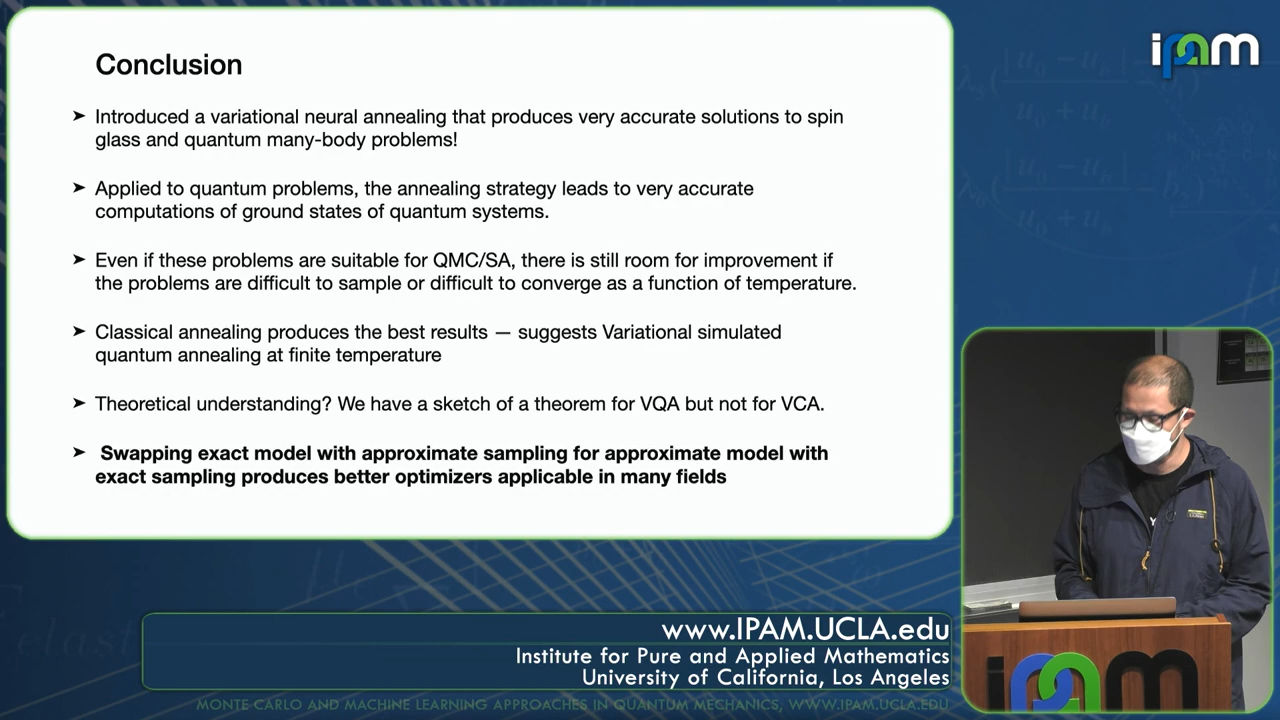 ipam
Conclusion
➤ Introduced a variational neural annealing that produces very accurate solutions to spin
glass and quantum many-body problems!
➤ Applied to quantum problems, the annealing strategy leads to very accurate
computations of ground states of quantum systems.
➤ Even if these problems are suitable for QMC/SA, there is still room for improvement if
the problems are difficult to sample or difficult to converge as a function of temperature.
➤ Classical annealing produces the best results — suggests Variational simulated
quantum annealing at finite temperature
➤ Theoretical understanding? We have a sketch of a theorem for VQA but not for VCA.
➤ Swapping exact model with approximate sampling for approximate model with
exact sampling produces better optimizers applicable in many fields
www.IPAM.UCLA.edu
Institute for Pure and Applied Mathematics
University of California, Los Angeles
MONTE CARLO AND MACHINE LEARNING APPROACHES IN QUANTUM MECHANICS, WWW.IPAM.UCLA.EDU
ipam